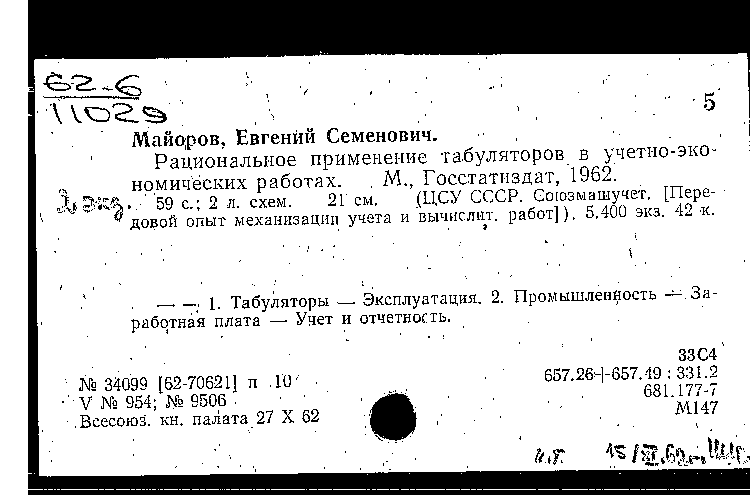 62-6
11029
5
Майоров, Евгений Семенович.
Рациональное применение табуляторов в учетно-эко-
номических работах. М., Госстатиздат, 1962.
2 экз. 59 с.; 2 л. схем. 21 см. (ЦСУ СССР. Союзмашучет. [Пере-
довой опыт механизации учета и вычислит. работ]). 5.400 экз. 42 к.
— —. 1. Табуляторы — Эксплуатация. 2. Промышленность — За-
работная плата — Учет и отчетность.
33С4
№ 34099 [62-70621] п 10
657.26+657.49 : 331.2
V № 954; № 9506
681.177-7
Всесоюз. кн. палата 27 X 62
М147